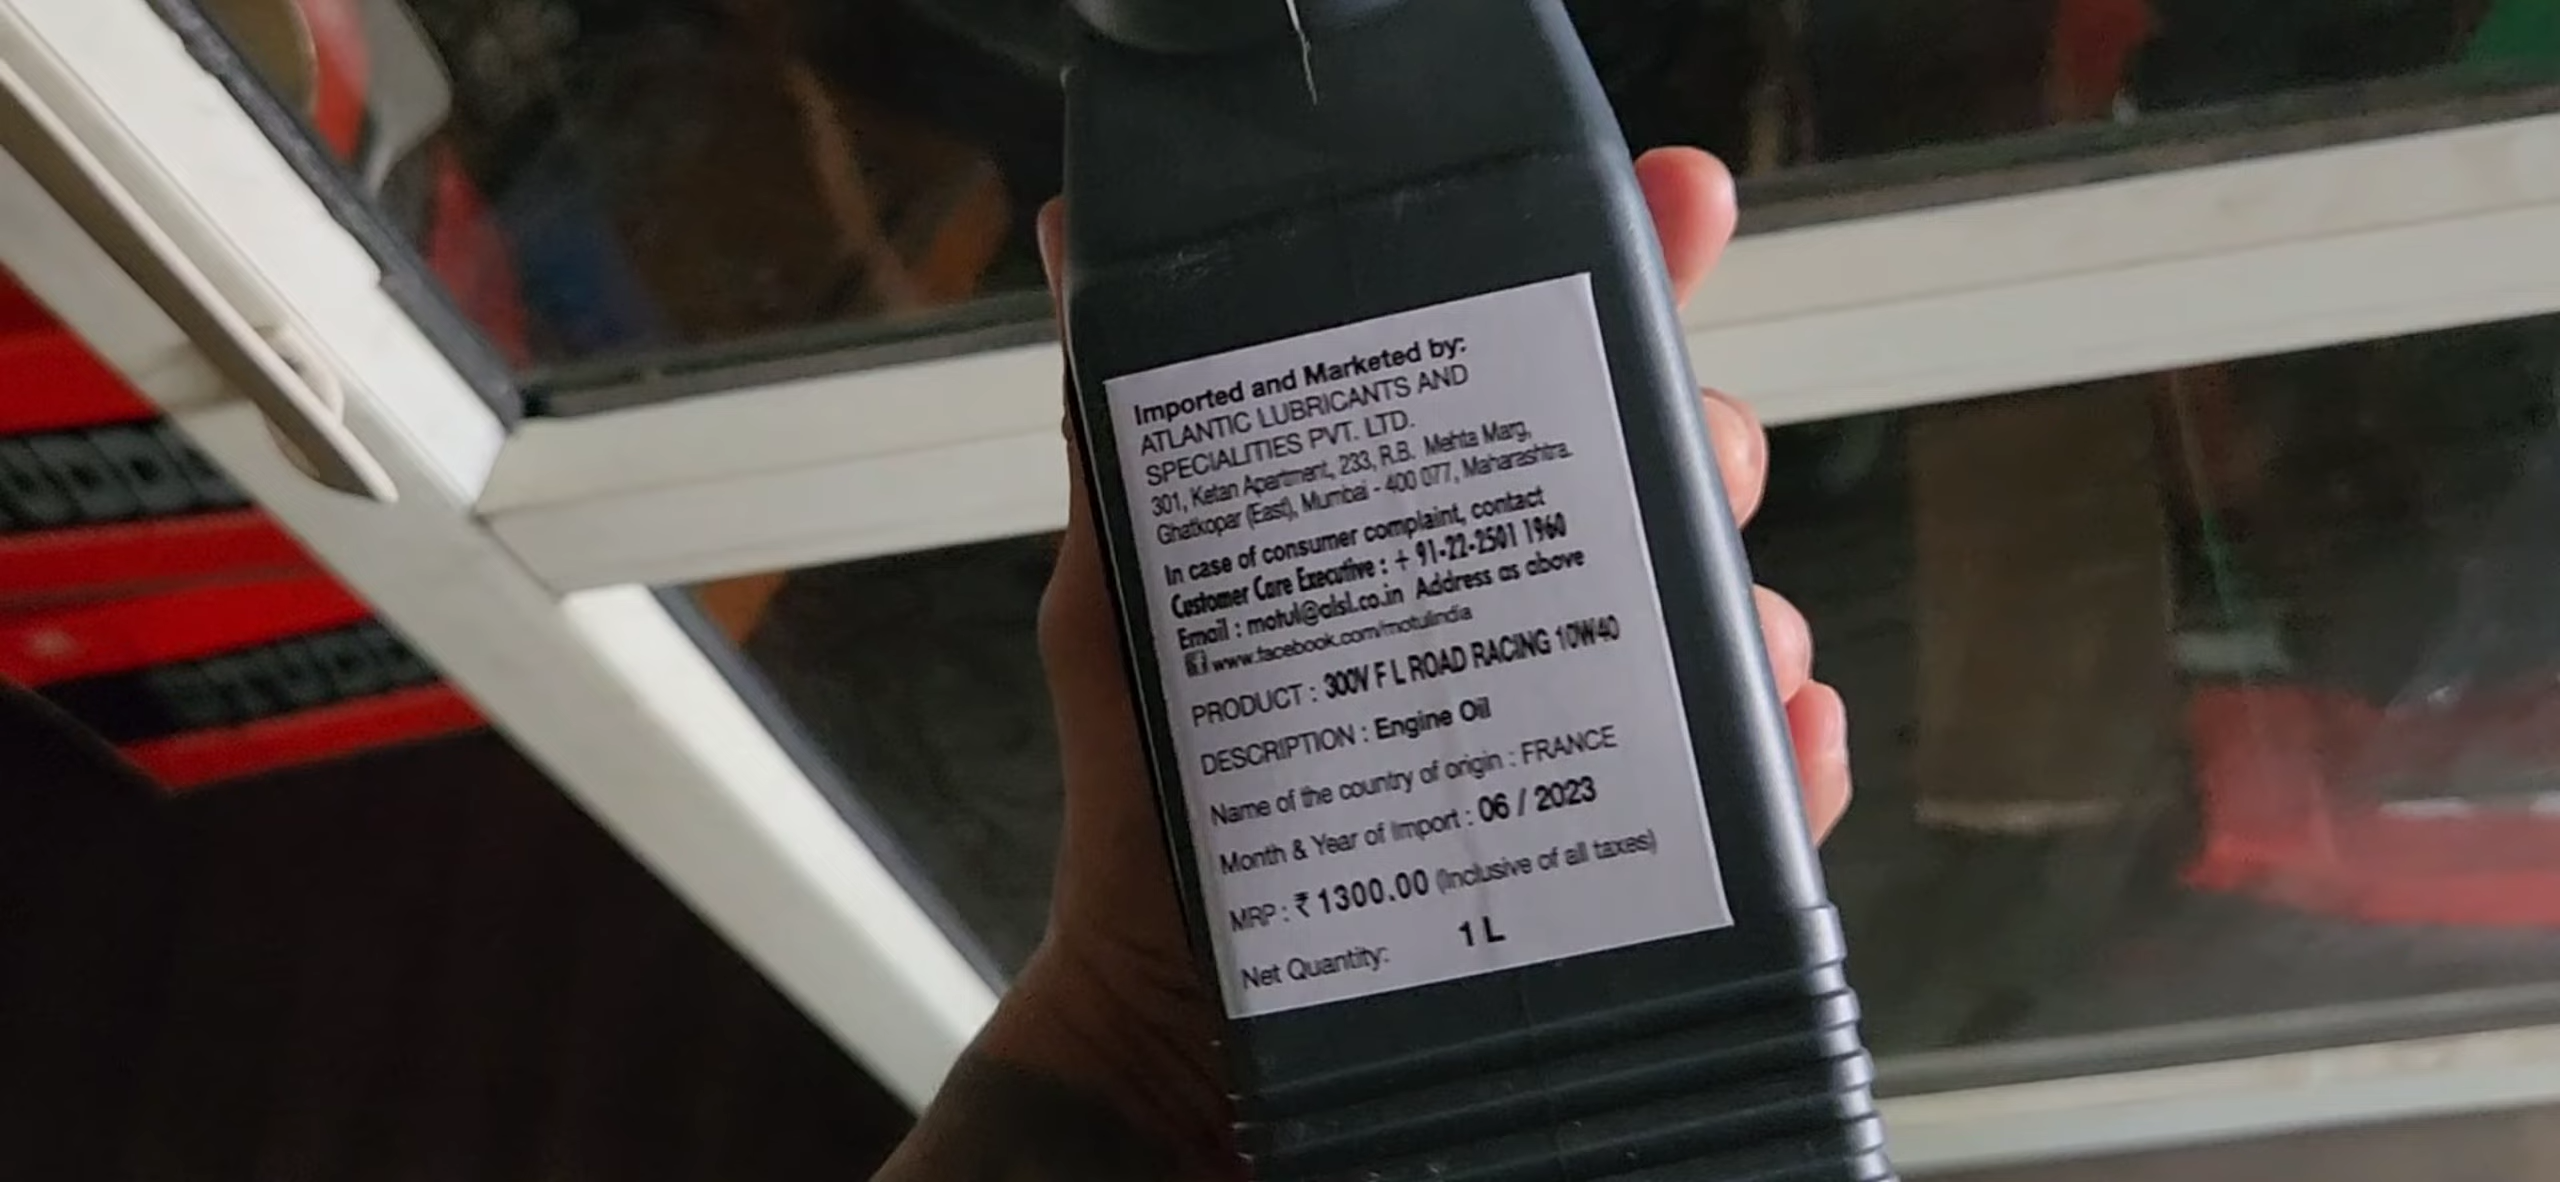 Imported and Marketed by:
ATLANTIC LUBRICANTS AND
SPECIALITIES PVT. LTD.
301, Ketan Apartment, 233, R.B. Mehta Marg,
Ghatkopar (East), Mumbai - 400 077, Maharashtra.
In case of consumer complaint, contact
Customer Care Executive : + 91-22-2501 1960
Email : motul@alsl.co.in Address as above
www.facebook.com/motulindia
PRODUCT : 300V F L ROAD RACING 10W40
DESCRIPTION : Engine Oil
Name of the country of origin : FRANCE
Month & Year of Import : 06 / 2023
MRP : ₹ 1300.00 (Inclusive of all taxes)
Net Quantity: 1 L